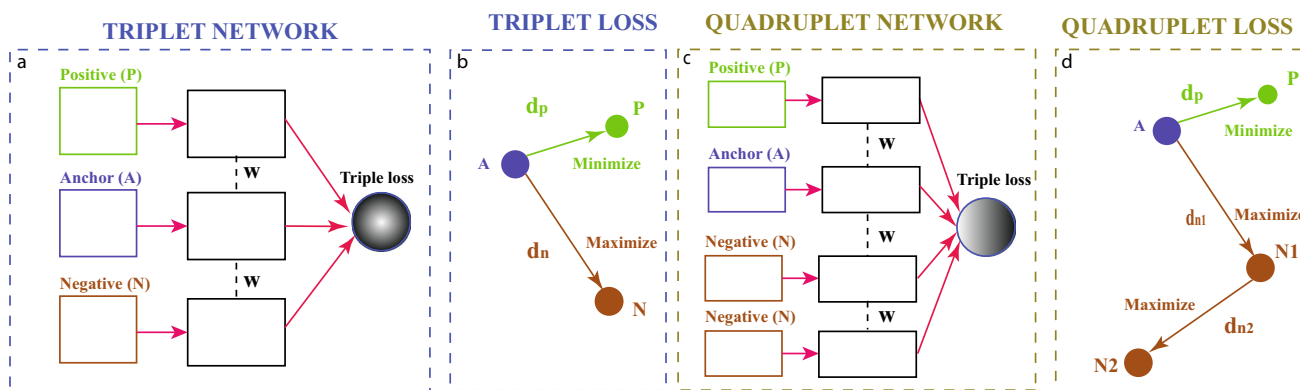 TRIPLET NETWORK
a
Positive (P)
W
Anchor (A)
Triple loss
W
Negative (N)
TRIPLET LOSS
b
dp
P
A
Minimize
Maximize
dn
N
QUADRUPLET NETWORK
c
Positive (P)
W
Anchor (A)
Triple loss
W
Negative (N)
W
Negative (N)
QUADRUPLET LOSS
d
P
dp
A
Minimize
dn1
Maximize
N1
Maximize
dn2
N2